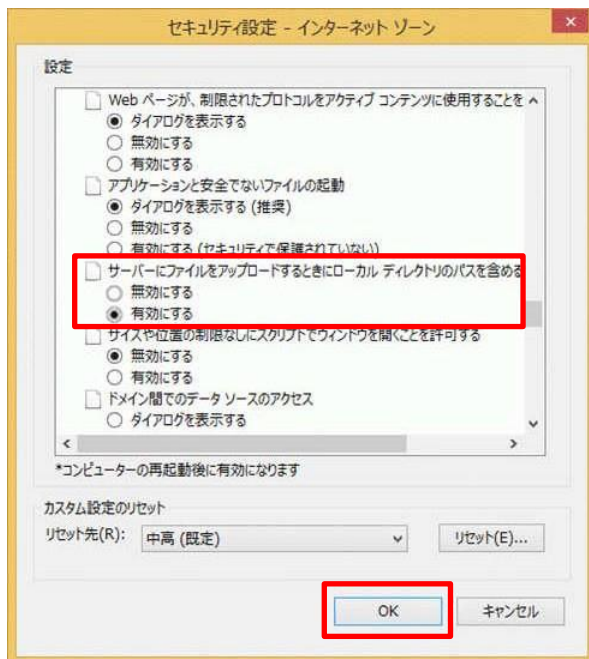 セキュリティ設定 - インターネット ゾーン
×
設定
Web ページが、制限されたプロトコルをアクティブ コンテンツに使用することを
ダイアログを表示する
無効にする
有効にする
アプリケーションと安全でないファイルの起動
ダイアログを表示する (推奨)
無効にする
有効にする (セキュリティで保護されていない)
サーバーにファイルをアップロードするときにローカル ディレクトリのパスを含める
無効にする
有効にする
サイズや位置の制限なしにスクリプトでウィンドウを開くことを許可する
無効にする
有効にする
ドメイン間でのデータ ソースのアクセス
ダイアログを表示する
*コンピューターの再起動後に有効になります
カスタム設定のリセット
リセット先(R): 中高 (既定) リセット(E)...
OK キャンセル